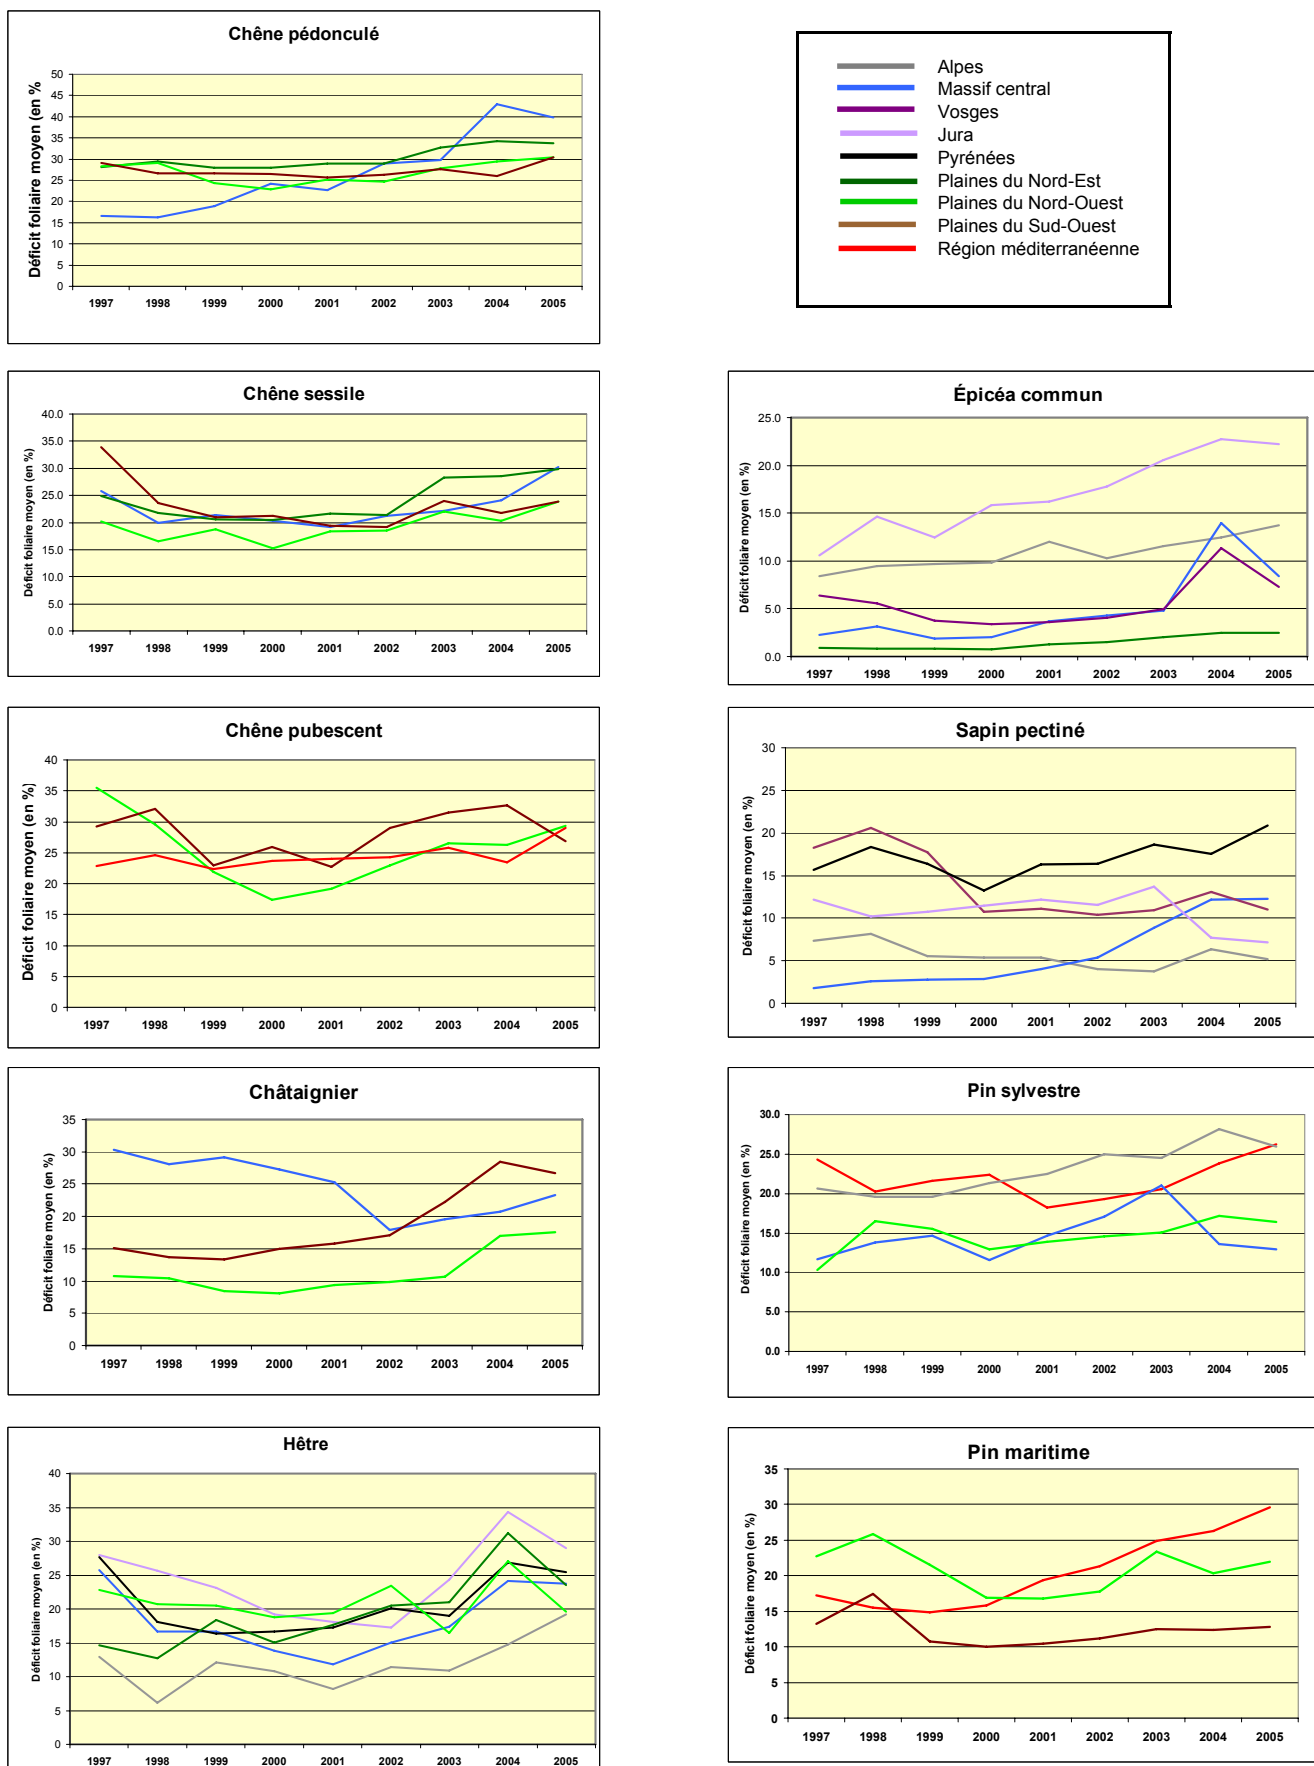 Chêne pédonculé
Déficit foliaire moyen (en %
50
45
40
35
30
25
20
15
10
5
0
1997 1998 1999 2000 2001 2002 2003 2004 2005
Alpes
Massif central
Vosges
Jura
Pyrénées
Plaines du Nord-Est
Plaines du Nord-Ouest
Plaines du Sud-Ouest
Région méditerranéenne
Chêne sessile
Déficit foliaire moyen (en %)
40.0
35.0
30.0
25.0
20.0
15.0
10.0
5.0
0.0
1997 1998 1999 2000 2001 2002 2003 2004 2005
Épicéa commun
Déficit foliaire moyen (en %)
25.0
20.0
15.0
10.0
5.0
0.0
1997 1998 1999 2000 2001 2002 2003 2004 2005
Chêne pubescent
Déficit foliaire moyen (en %)
40
35
30
25
20
15
10
5
0
1997 1998 1999 2000 2001 2002 2003 2004 2005
Sapin pectiné
Déficit foliaire moyen (en %)
30
25
20
15
10
5
0
1997 1998 1999 2000 2001 2002 2003 2004 2005
Châtaignier
Déficit foliaire moyen (en %)
35
30
25
20
15
10
5
0
1997 1998 1999 2000 2001 2002 2003 2004 2005
Pin sylvestre
Déficit foliaire moyen (en %)
30.0
25.0
20.0
15.0
10.0
5.0
0.0
1997 1998 1999 2000 2001 2002 2003 2004 2005
Hêtre
Déficit foliaire moyen (en %)
40
35
30
25
20
15
10
5
0
1997 1998 1999 2000 2001 2002 2003 2004 2005
Pin maritime
Déficit foliaire moyen (en %)
35
30
25
20
15
10
5
0
1997 1998 1999 2000 2001 2002 2003 2004 2005